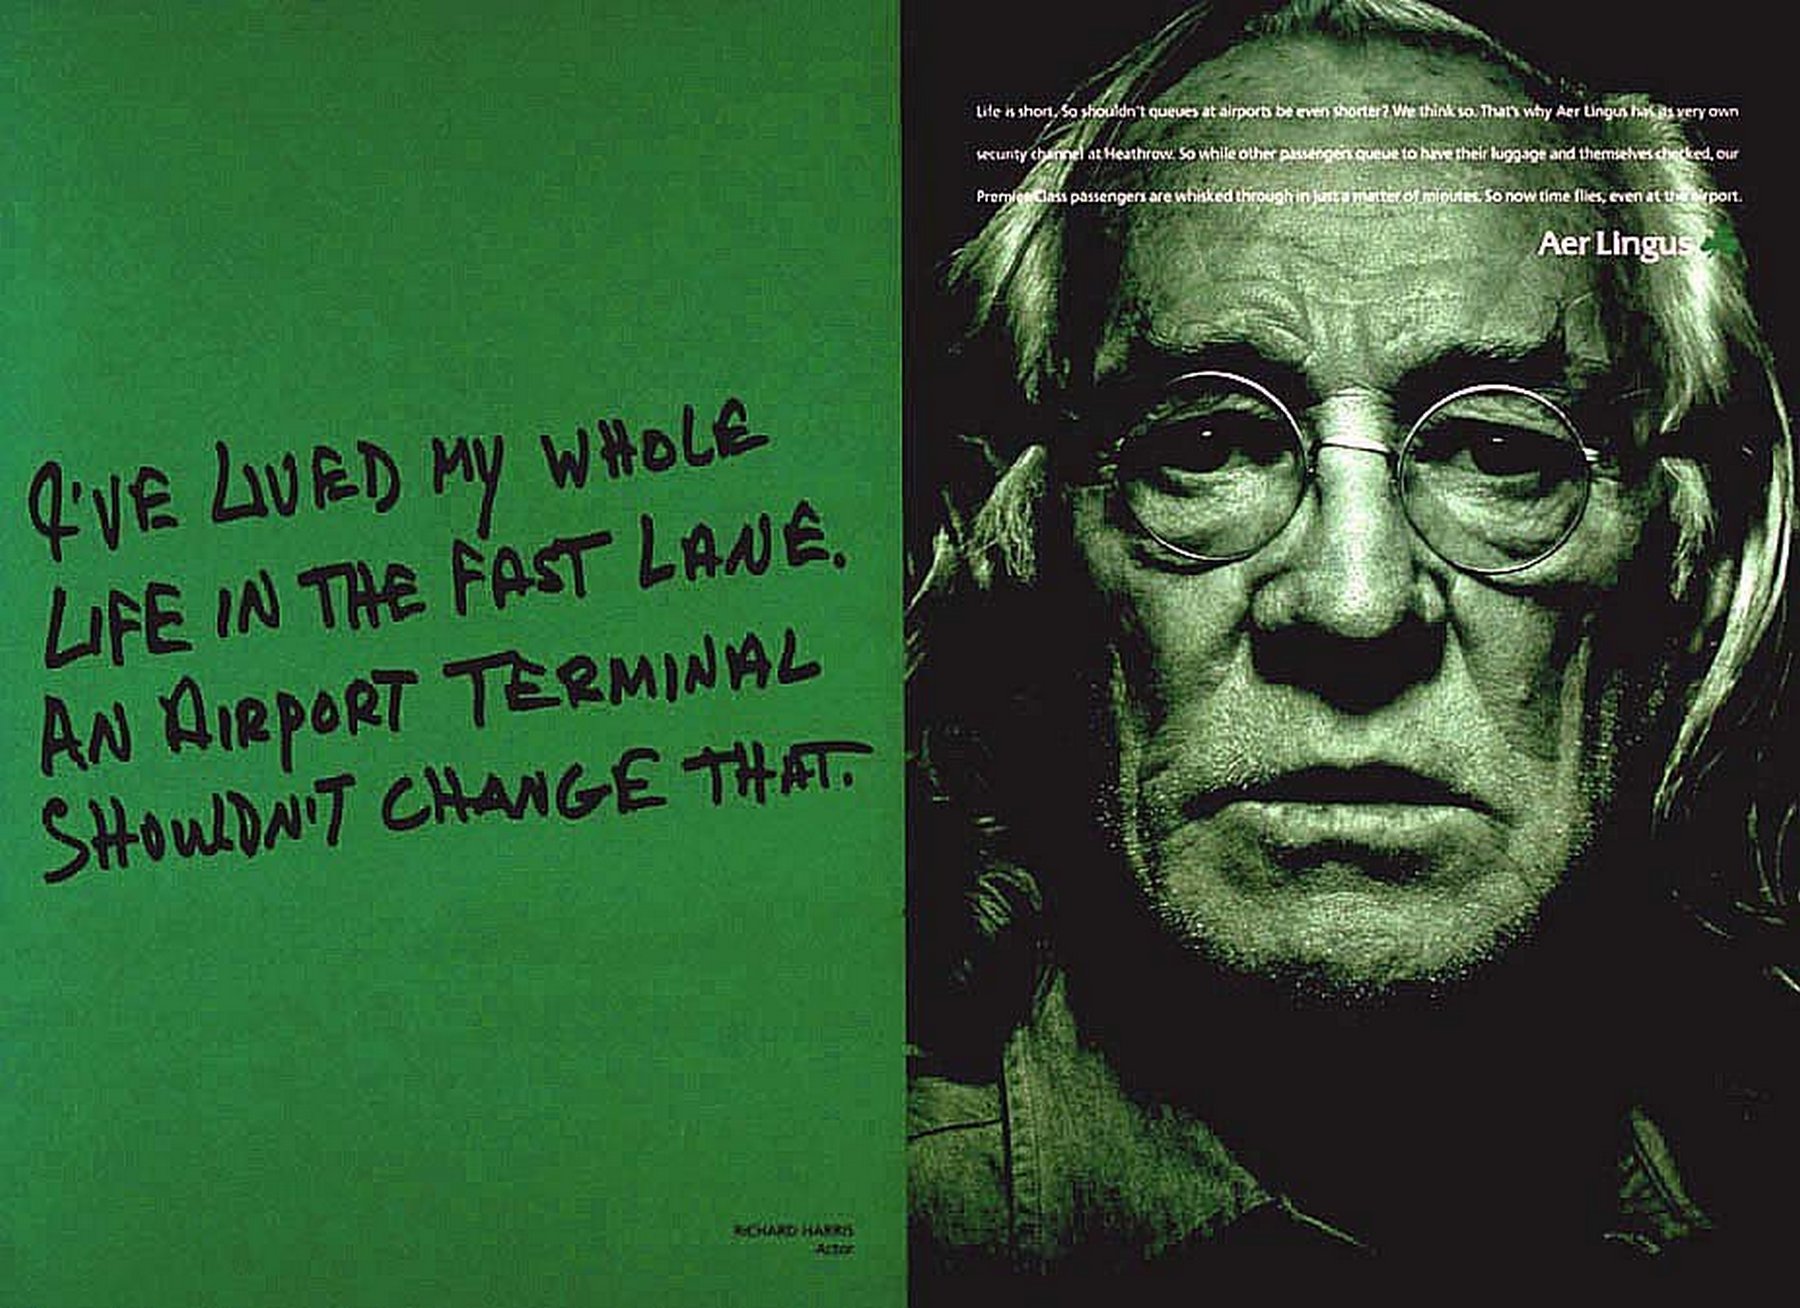 I'VE LIVED MY WHOLE
LIFE IN THE FAST LANE.
AN AIRPORT TERMINAL
SHOULDN'T CHANGE THAT.
RICHARD HARRIS
Actor
Life is short. So shouldn't queues at airports be even shorter? We think so. That's why Aer Lingus has its very own
security channel at Heathrow. So while other passengers queue to have their luggage and themselves checked, our
Premier Class passengers are whisked through in just a matter of minutes. So now time flies, even at the airport.
Aer Lingus